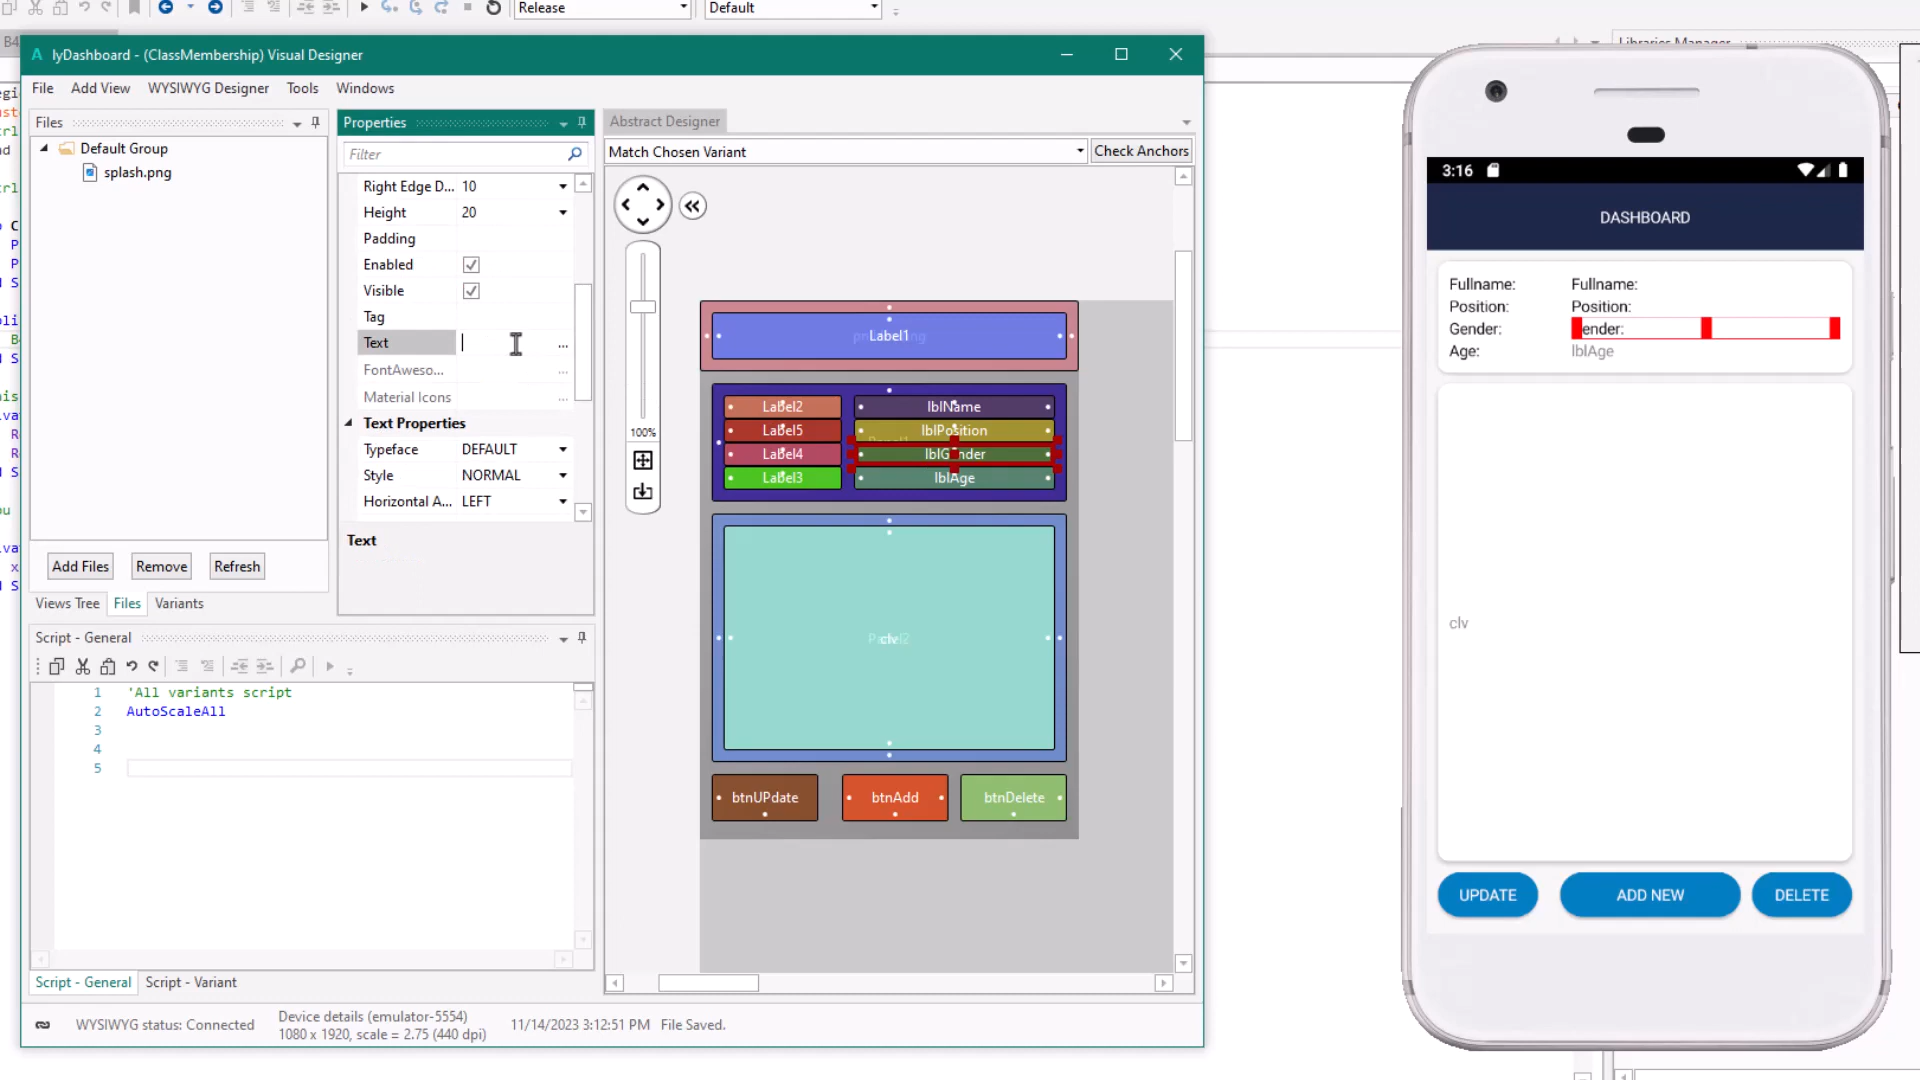 Release
Default
B4
Libraries Manager
A lyDashboard - (ClassMembership) Visual Designer
File Add View WYSIWYG Designer Tools Windows
Files
Default Group
splash.png
Add Files Remove Refresh
Views Tree Files Variants
Properties
Filter
Right Edge D... 10
Height 20
Padding
Enabled
Visible
Tag
Text ...
FontAweso... ...
Material Icons ...
Text Properties
Typeface DEFAULT
Style NORMAL
Horizontal A... LEFT
Text
Script - General
1 'All variants script
2 AutoScaleAll
3
4
5
Script - General Script - Variant
WYSIWYG status: Connected
Device details (emulator-5554)
1080 x 1920, scale = 2.75 (440 dpi)
11/14/2023 3:12:51 PM File Saved.
Abstract Designer
Match Chosen Variant
Check Anchors
100%
Label1
Label2 lblName
Label5 lblPosition
Label4 lblGender
Label3 lblAge
clv
btnUPdate btnAdd btnDelete
3:16
DASHBOARD
Fullname: Fullname:
Position: Position:
Gender: ender:
Age: lblAge
clv
UPDATE ADD NEW DELETE